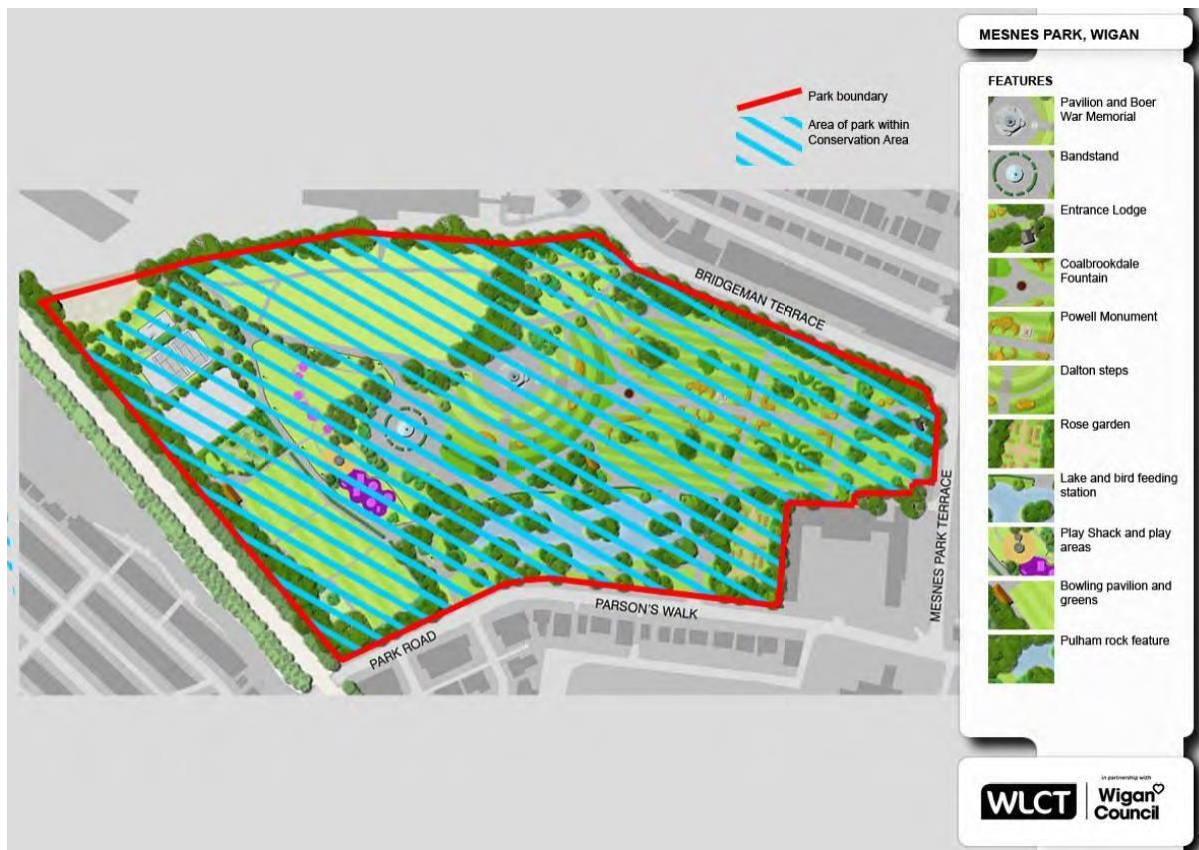 MESNES PARK, WIGAN
Park boundary
Area of park within
Conservation Area
BRIDGEMAN TERRACE
MESNES PARK TERRACE
PARSON'S WALK
PARK ROAD
FEATURES
Pavilion and Boer
War Memorial
Bandstand
Entrance Lodge
Coalbrookdale
Fountain
Powell Monument
Dalton steps
Rose garden
Lake and bird feeding
station
Play Shack and play
areas
Bowling pavilion and
greens
Pulham rock feature
WLCT
in partnership with
Wigan
Council